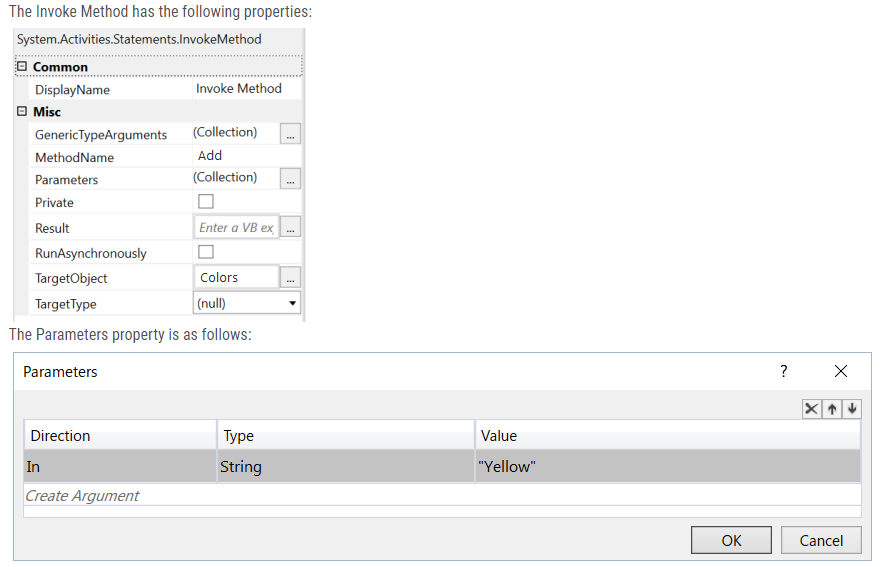 The Invoke Method has the following properties:
System.Activities.Statements.InvokeMethod
Common
DisplayName Invoke Method
Misc
GenericTypeArguments (Collection) ...
MethodName Add
Parameters (Collection) ...
Private
Result Enter a VB ex ...
RunAsynchronously
TargetObject Colors ...
TargetType (null)
The Parameters property is as follows:
Parameters ?
Direction Type Value
In String "Yellow"
Create Argument
OK Cancel